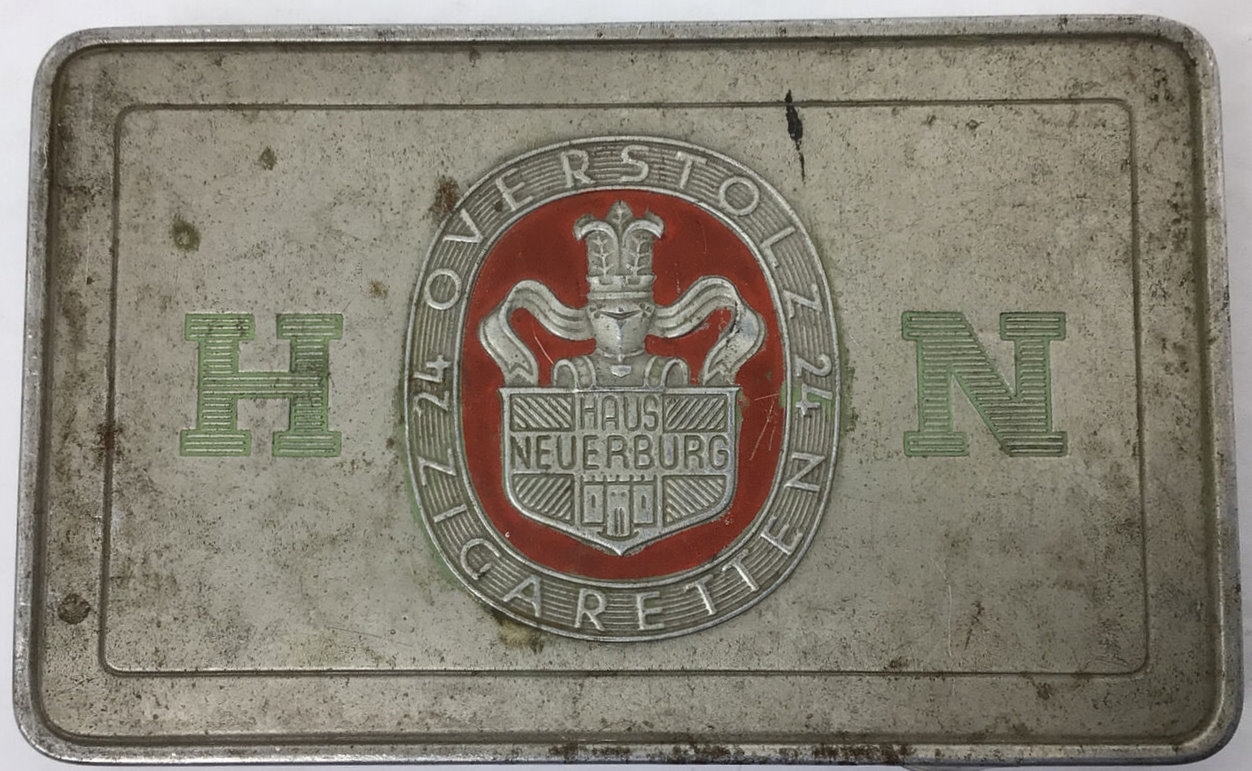 OVERSTOLZ
24 24
H N
HAUS
NEUERBURG
ZIGARETTEN